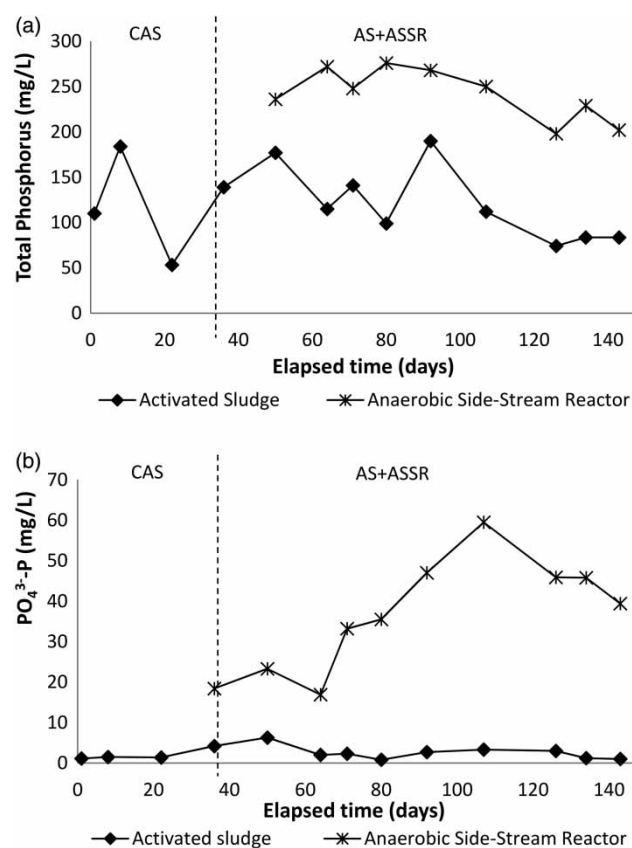 (a)
CAS
AS+ASSR
Total Phosphorus (mg/L)
300
250
200
150
100
50
0
0 20 40 60 80 100 120 140
Elapsed time (days)
Activated Sludge Anaerobic Side-Stream Reactor
(b)
CAS
AS+ASSR
PO₄³⁻-P (mg/L)
70
60
50
40
30
20
10
0
0 20 40 60 80 100 120 140
Elapsed time (days)
Activated sludge Anaerobic Side-Stream Reactor